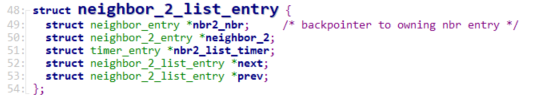 48: struct neighbor_2_list_entry {
49: struct neighbor_entry *nbr2_nbr; /* backpointer to owning nbr entry */
50: struct neighbor_2_entry *neighbor_2;
51: struct timer_entry *nbr2_list_timer;
52: struct neighbor_2_list_entry *next;
53: struct neighbor_2_list_entry *prev;
54: };